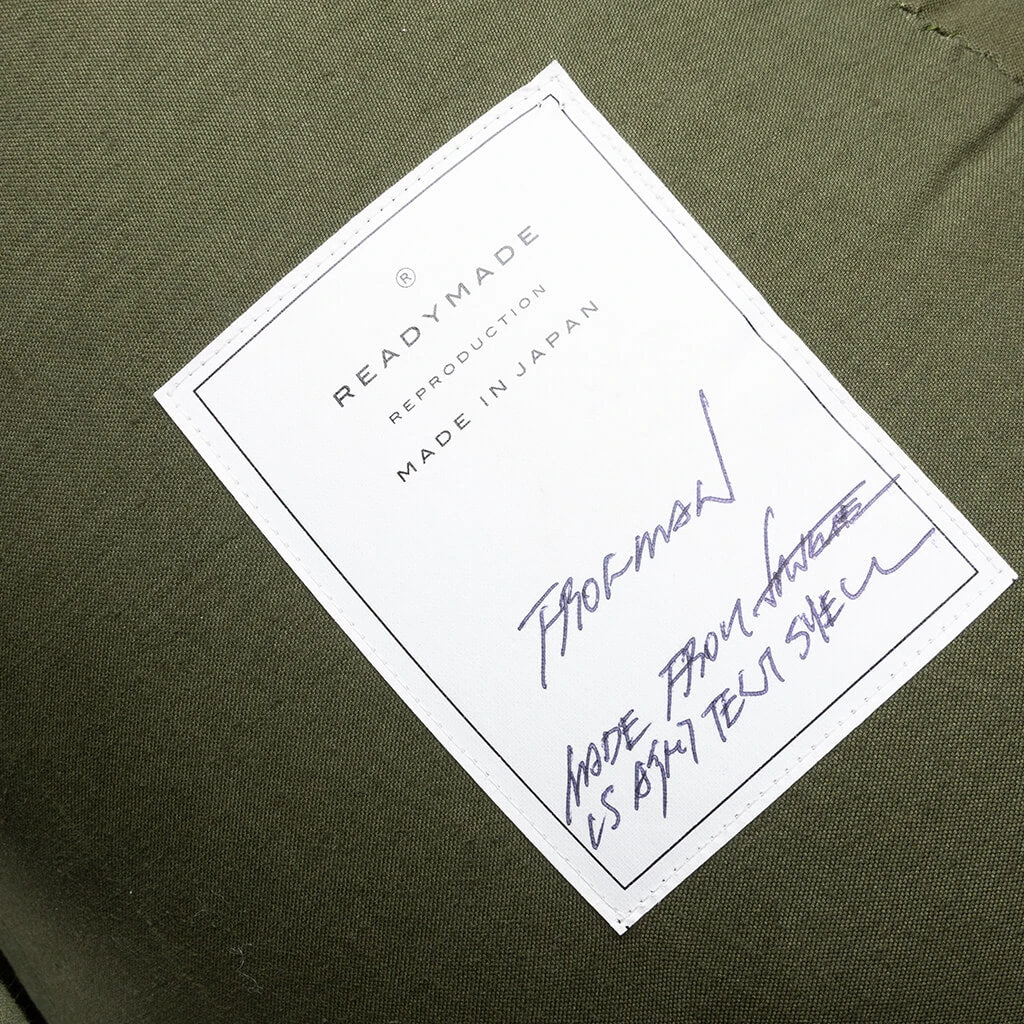 ®
READYMADE
REPRODUCTION
MADE IN JAPAN
FROGMAN
MADE FROM
US ARMY TENT SHELL